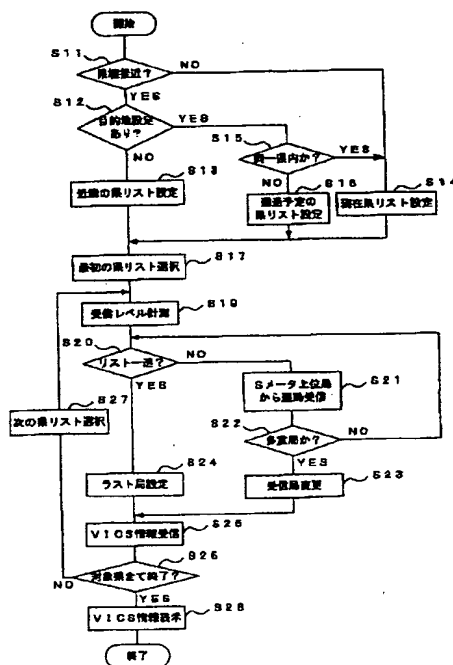 開始
S11
県境接近?
NO
YES
S12
目的地設定あり?
YES
NO
S15
同一県内か?
YES
NO
S13
近隣の県リスト設定
S16
通過予定の県リスト設定
S14
現在県リスト設定
最初の県リスト選択
S17
受信レベル計測
S19
S20
リスト一巡?
NO
YES
Sメータ上位局から選局受信
S21
S27
次の県リスト選択
S22
多重局か?
NO
YES
S24
ラスト局設定
S23
受信局変更
VICS情報受信
S25
S26
対象県全て終了?
NO
YES
VICS情報表示
S28
終了